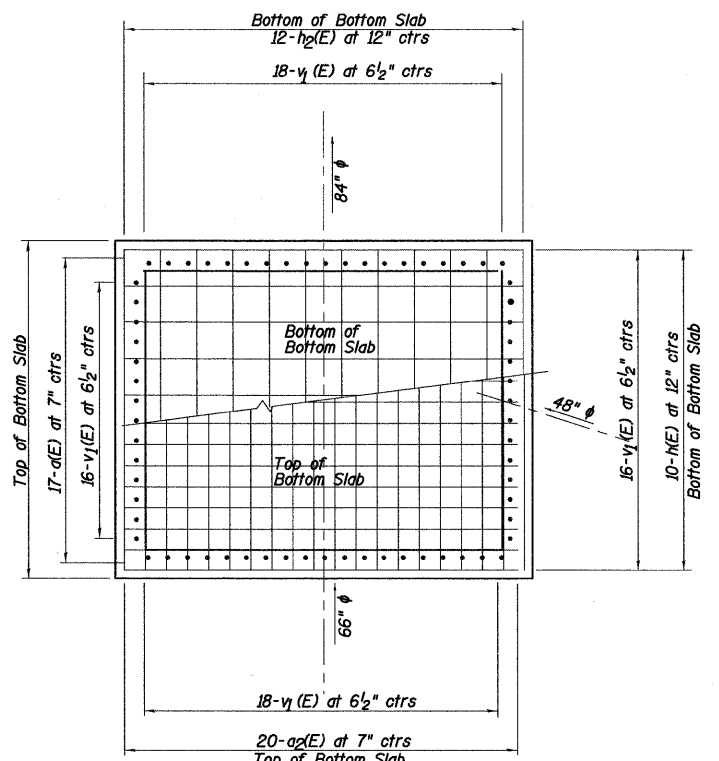 Bottom of Bottom Slab
12-h2(E) at 12" ctrs
18-v1 (E) at 6½" ctrs
84" ϕ
Top of Bottom Slab
17-a(E) at 7" ctrs
16-v1(E) at 6½" ctrs
Bottom of
Bottom Slab
48" ϕ
16-v1(E) at 6½" ctrs
10-h(E) at 12" ctrs
Bottom of Bottom Slab
Top of
Bottom Slab
66" ϕ
18-v1 (E) at 6½" ctrs
20-a2(E) at 7" ctrs
Top of Bottom Slab